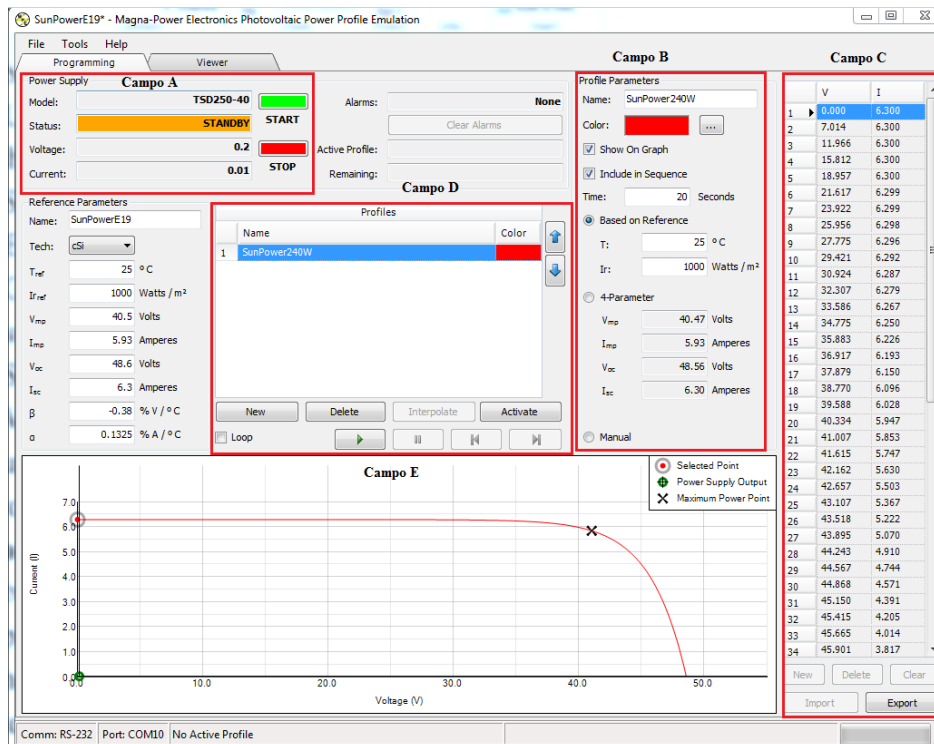 SunPowerE19* - Magna-Power Electronics Photovoltaic Power Profile Emulation
File Tools Help
Programming Viewer
Campo B
Campo C
Power Supply Campo A
Model: TSD250-40 START
Status: STANDBY
Voltage: 0.2 STOP
Current: 0.01
Alarms: None
Clear Alarms
Active Profile:
Remaining:
Campo D
Reference Parameters
Name: SunPowerE19
Tech: cSi
Tref 25 º C
Irref 1000 Watts / m²
Vmp 40.5 Volts
Imp 5.93 Amperes
Voc 48.6 Volts
Isc 6.3 Amperes
β -0.38 % V / º C
α 0.1325 % A / º C
Profiles
Name Color
1 SunPower240W
New Delete Interpolate Activate
Loop
Profile Parameters
Name: SunPower240W
Color: ...
Show On Graph
Include in Sequence
Time: 20 Seconds
Based on Reference
T: 25 º C
Ir: 1000 Watts / m²
4-Parameter
Vmp 40.47 Volts
Imp 5.93 Amperes
Voc 48.56 Volts
Isc 6.30 Amperes
Manual
V I
1 0.000 6.300
2 7.014 6.300
3 11.966 6.300
4 15.812 6.300
5 18.957 6.300
6 21.617 6.299
7 23.922 6.299
8 25.956 6.298
9 27.775 6.296
10 29.421 6.292
11 30.924 6.287
12 32.307 6.279
13 33.586 6.267
14 34.775 6.250
15 35.883 6.226
16 36.917 6.193
17 37.879 6.150
18 38.770 6.096
19 39.588 6.028
20 40.334 5.947
21 41.007 5.853
22 41.615 5.747
23 42.162 5.630
24 42.657 5.503
25 43.107 5.367
26 43.518 5.222
27 43.895 5.070
28 44.243 4.910
29 44.567 4.744
30 44.868 4.571
31 45.150 4.391
32 45.415 4.205
33 45.665 4.014
34 45.901 3.817
New Delete Clear
Import Export
Campo E
Selected Point
Power Supply Output
Maximum Power Point
Current (I)
7.0
6.0
5.0
4.0
3.0
2.0
1.0
0.0
0.0 10.0 20.0 30.0 40.0 50.0
Voltage (V)
Comm: RS-232 Port: COM10 No Active Profile